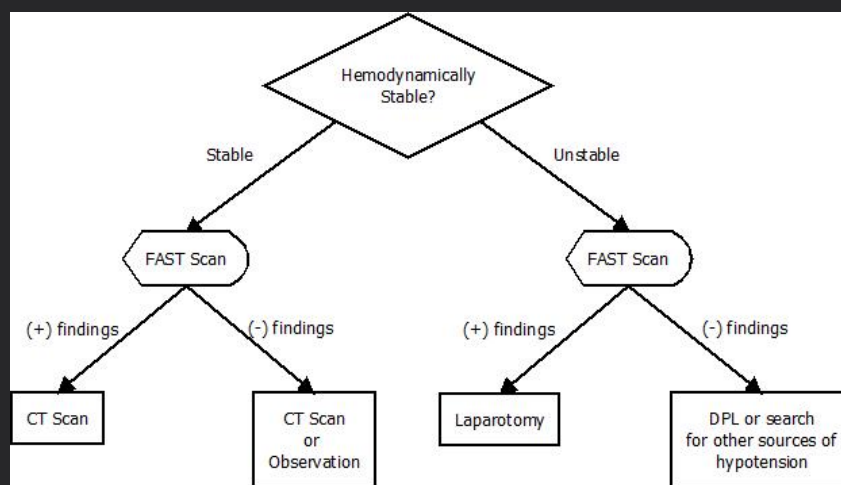 Hemodynamically
Stable?
Stable
Unstable
FAST Scan
FAST Scan
(+) findings
(-) findings
(+) findings
(-) findings
CT Scan
CT Scan
or
Observation
Laparotomy
DPL or search
for other sources of
hypotension